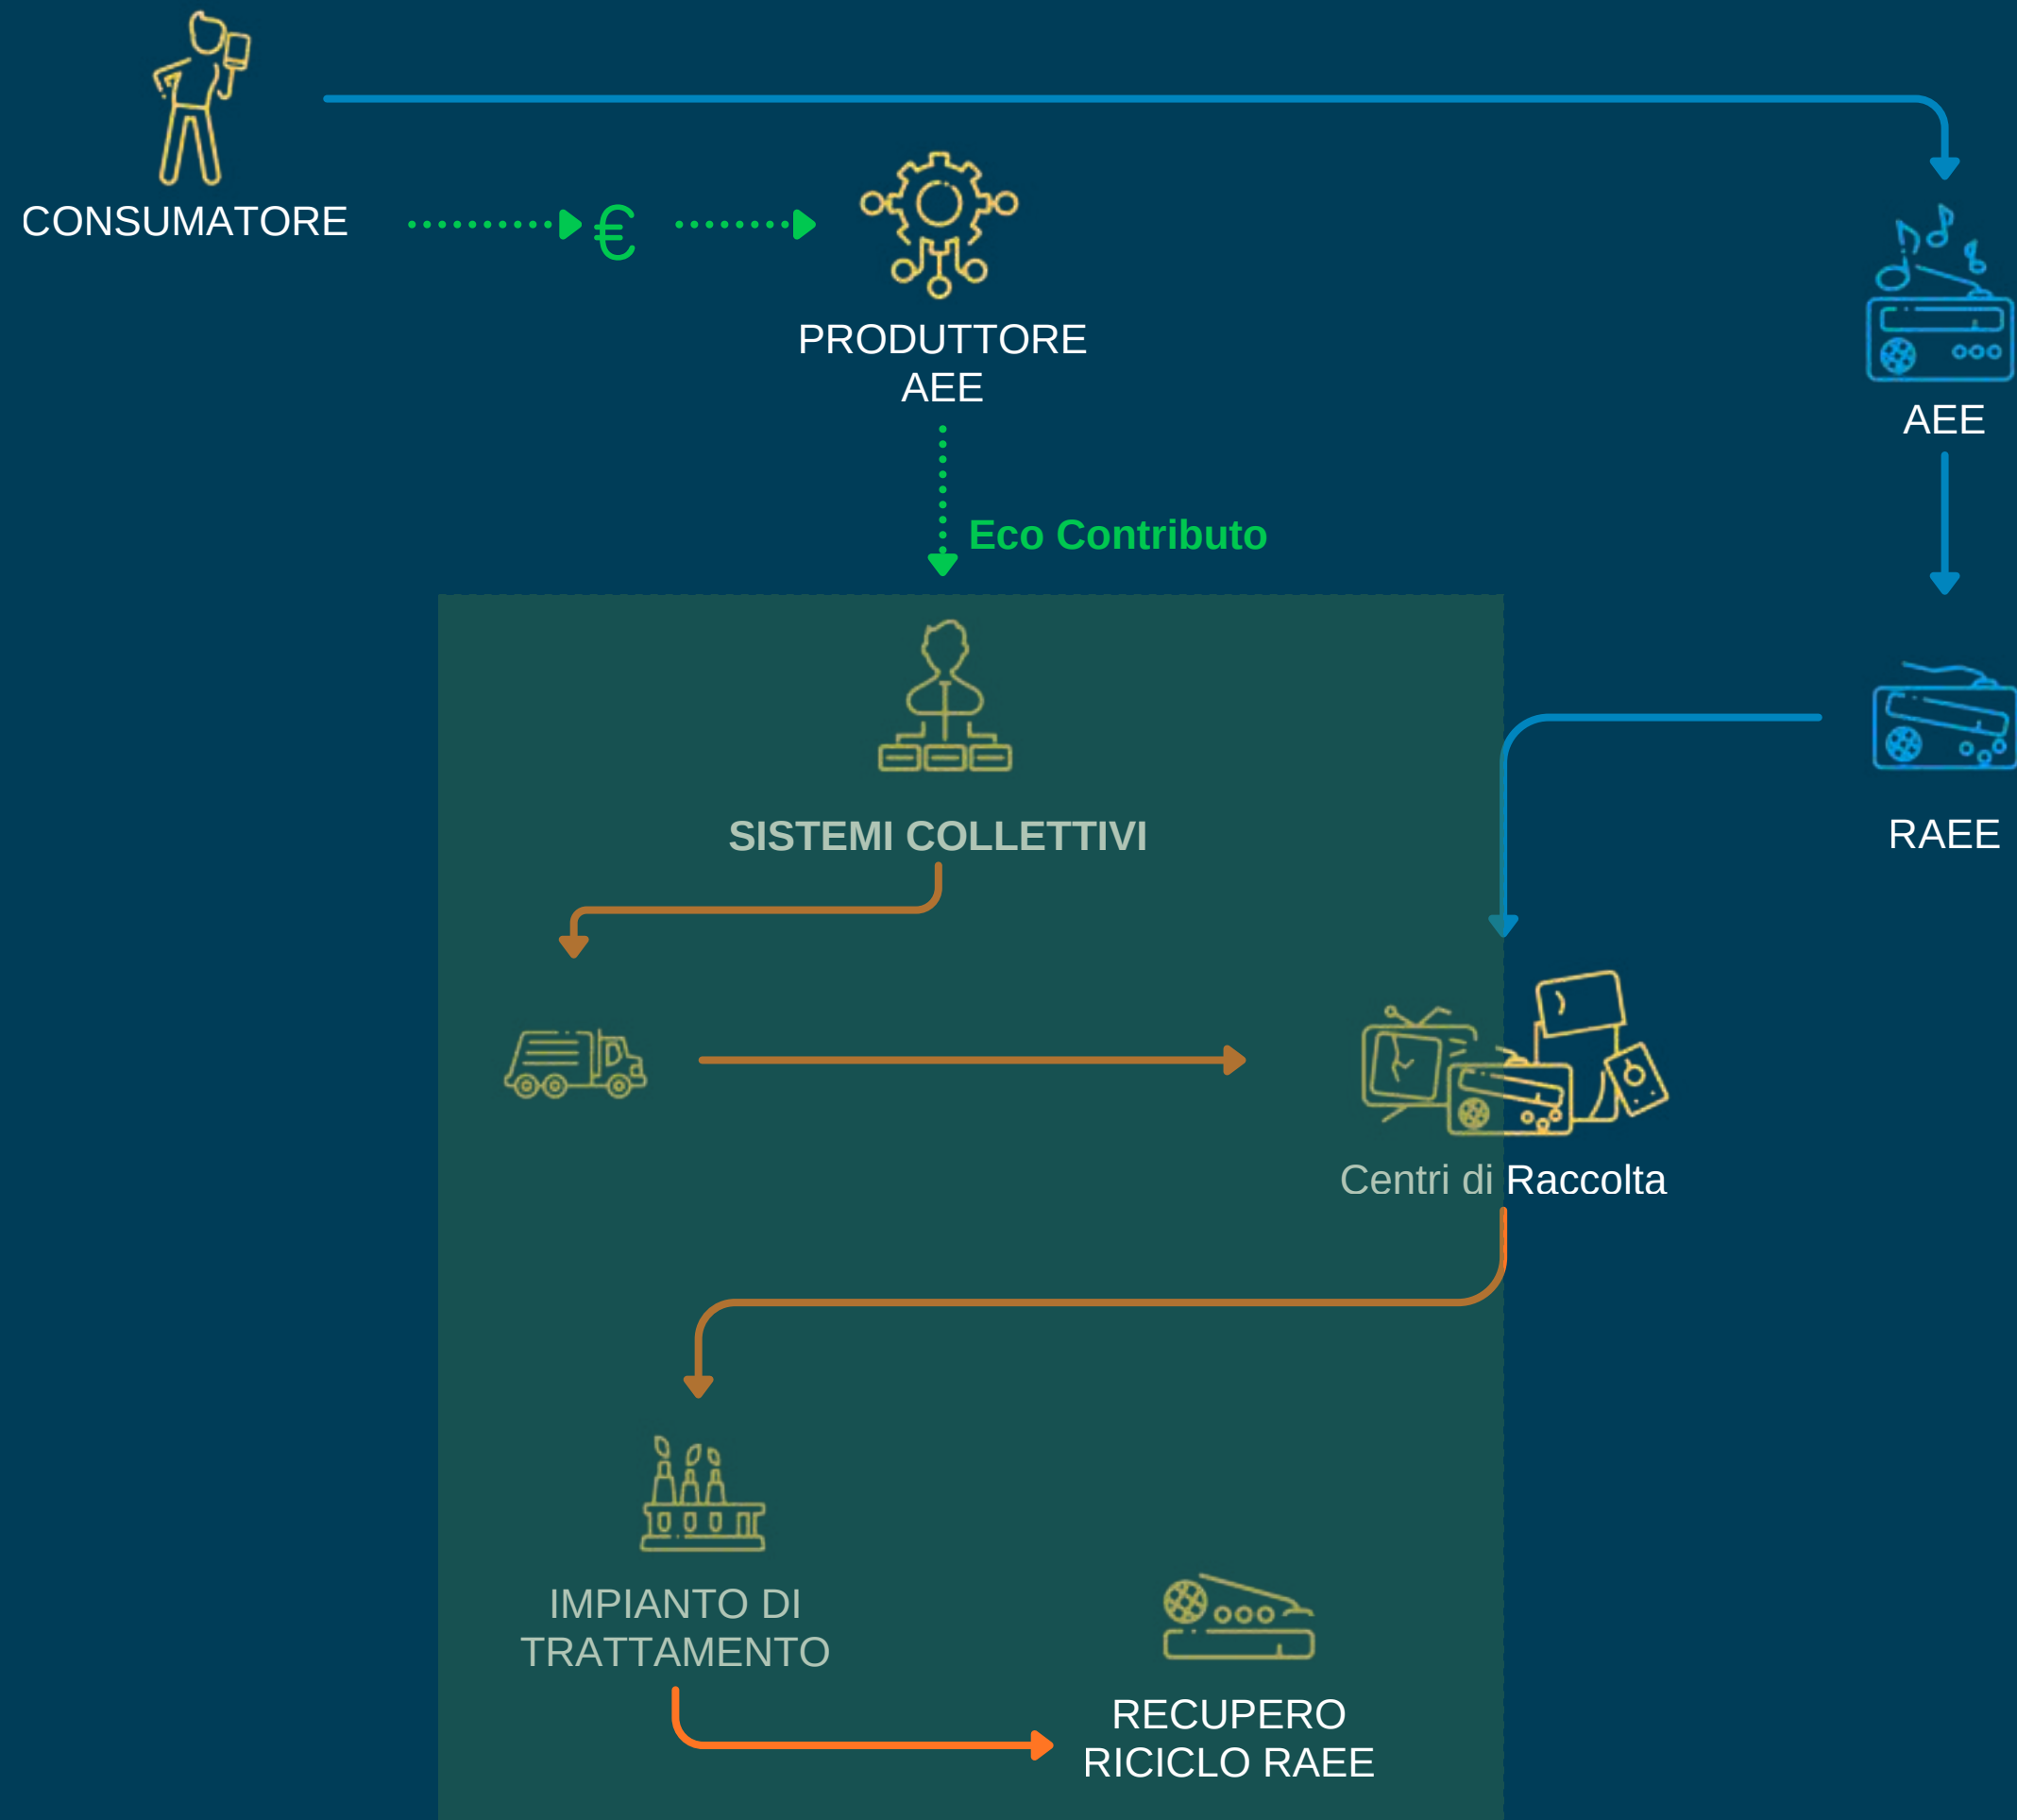 CONSUMATORE
€
PRODUTTORE
AEE
AEE
Eco Contributo
SISTEMI COLLETTIVI
RAEE
Centri di Raccolta
IMPIANTO DI
TRATTAMENTO
RECUPERO
RICICLO RAEE